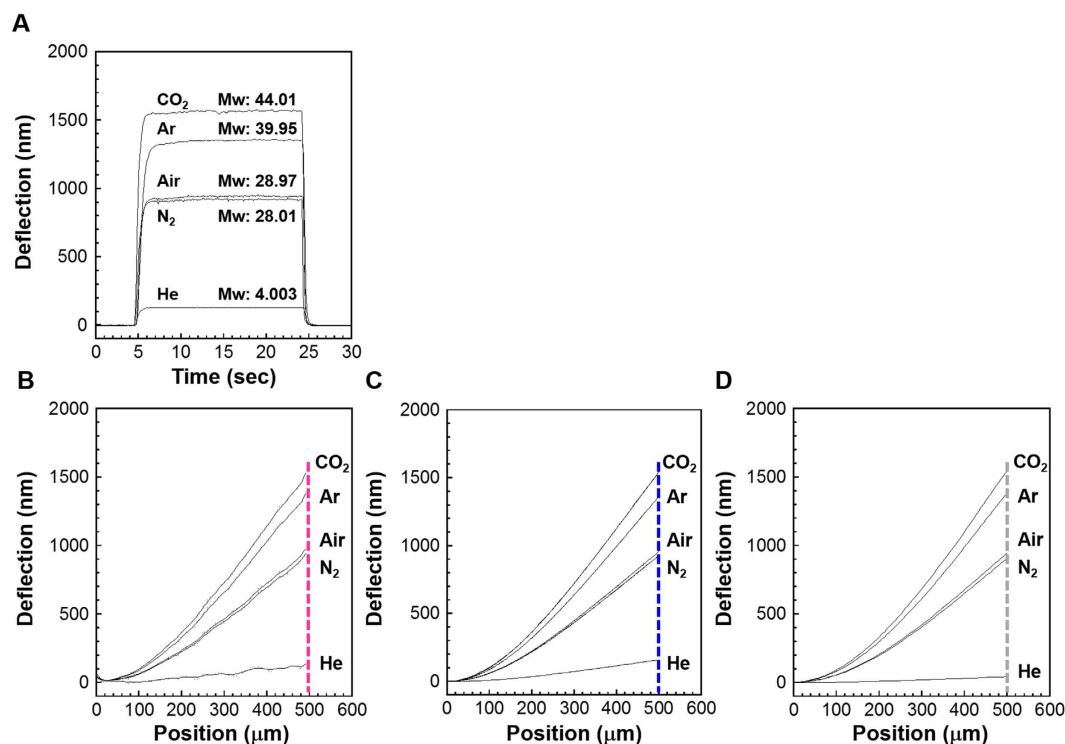 A
2000
1500
1000
500
0
Deflection (nm)
CO₂ Mw: 44.01
Ar Mw: 39.95
Air Mw: 28.97
N₂ Mw: 28.01
He Mw: 4.003
0 5 10 15 20 25 30
Time (sec)
B
2000
1500
1000
500
0
Deflection (nm)
CO₂
Ar
Air
N₂
He
0 100 200 300 400 500 600
Position (μm)
C
2000
1500
1000
500
0
Deflection (nm)
CO₂
Ar
Air
N₂
He
0 100 200 300 400 500 600
Position (μm)
D
2000
1500
1000
500
0
Deflection (nm)
CO₂
Ar
Air
N₂
He
0 100 200 300 400 500 600
Position (μm)